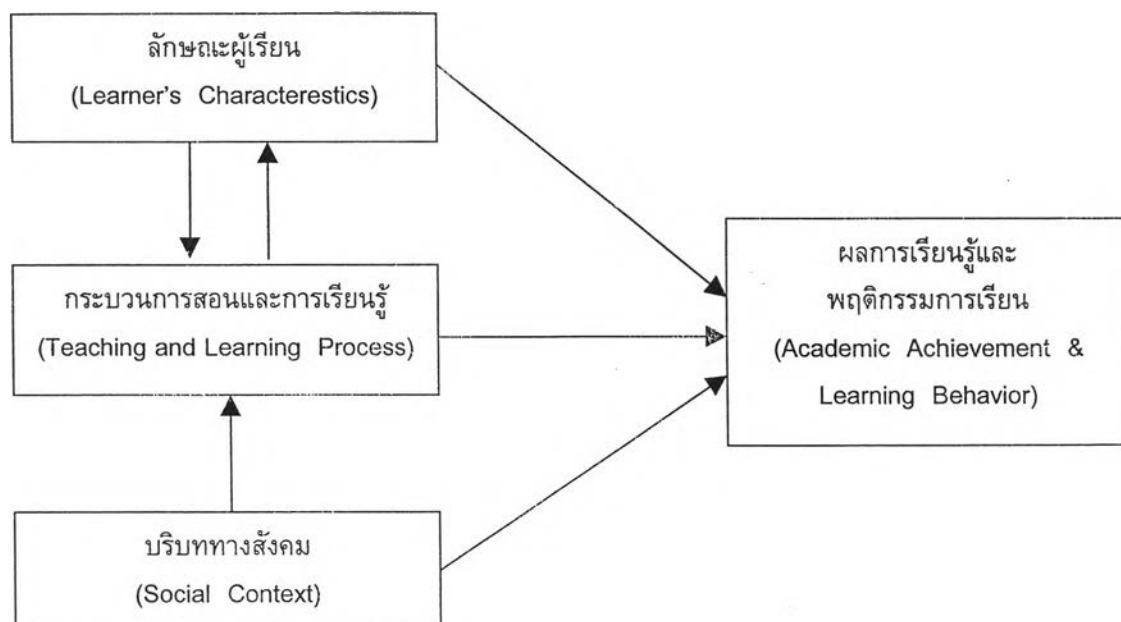 ลักษณะผู้เรียน
(Learner's Characterestics)
กระบวนการสอนและการเรียนรู้
(Teaching and Learning Process)
บริบททางสังคม
(Social Context)
ผลการเรียนรู้และ
พฤติกรรมการเรียน
(Academic Achievement &
Learning Behavior)